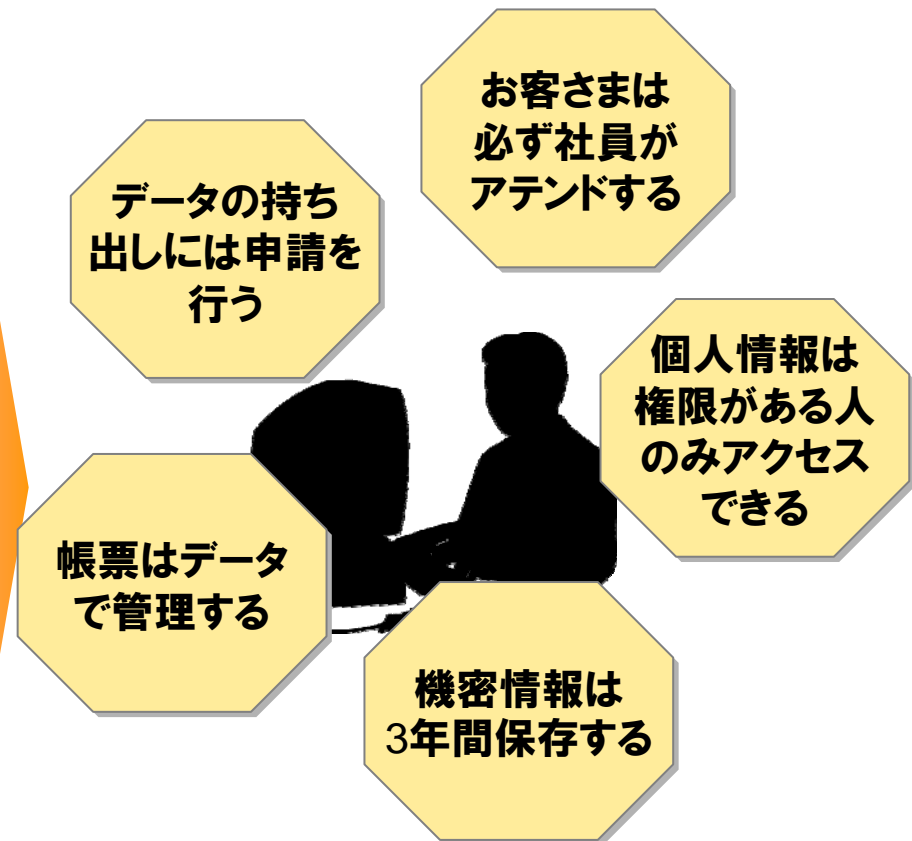 お客さまは
必ず社員が
アテンドする
データの持ち
出しには申請を
行う
個人情報は
権限がある人
のみアクセス
できる
帳票はデータ
で管理する
機密情報は
3年間保存する